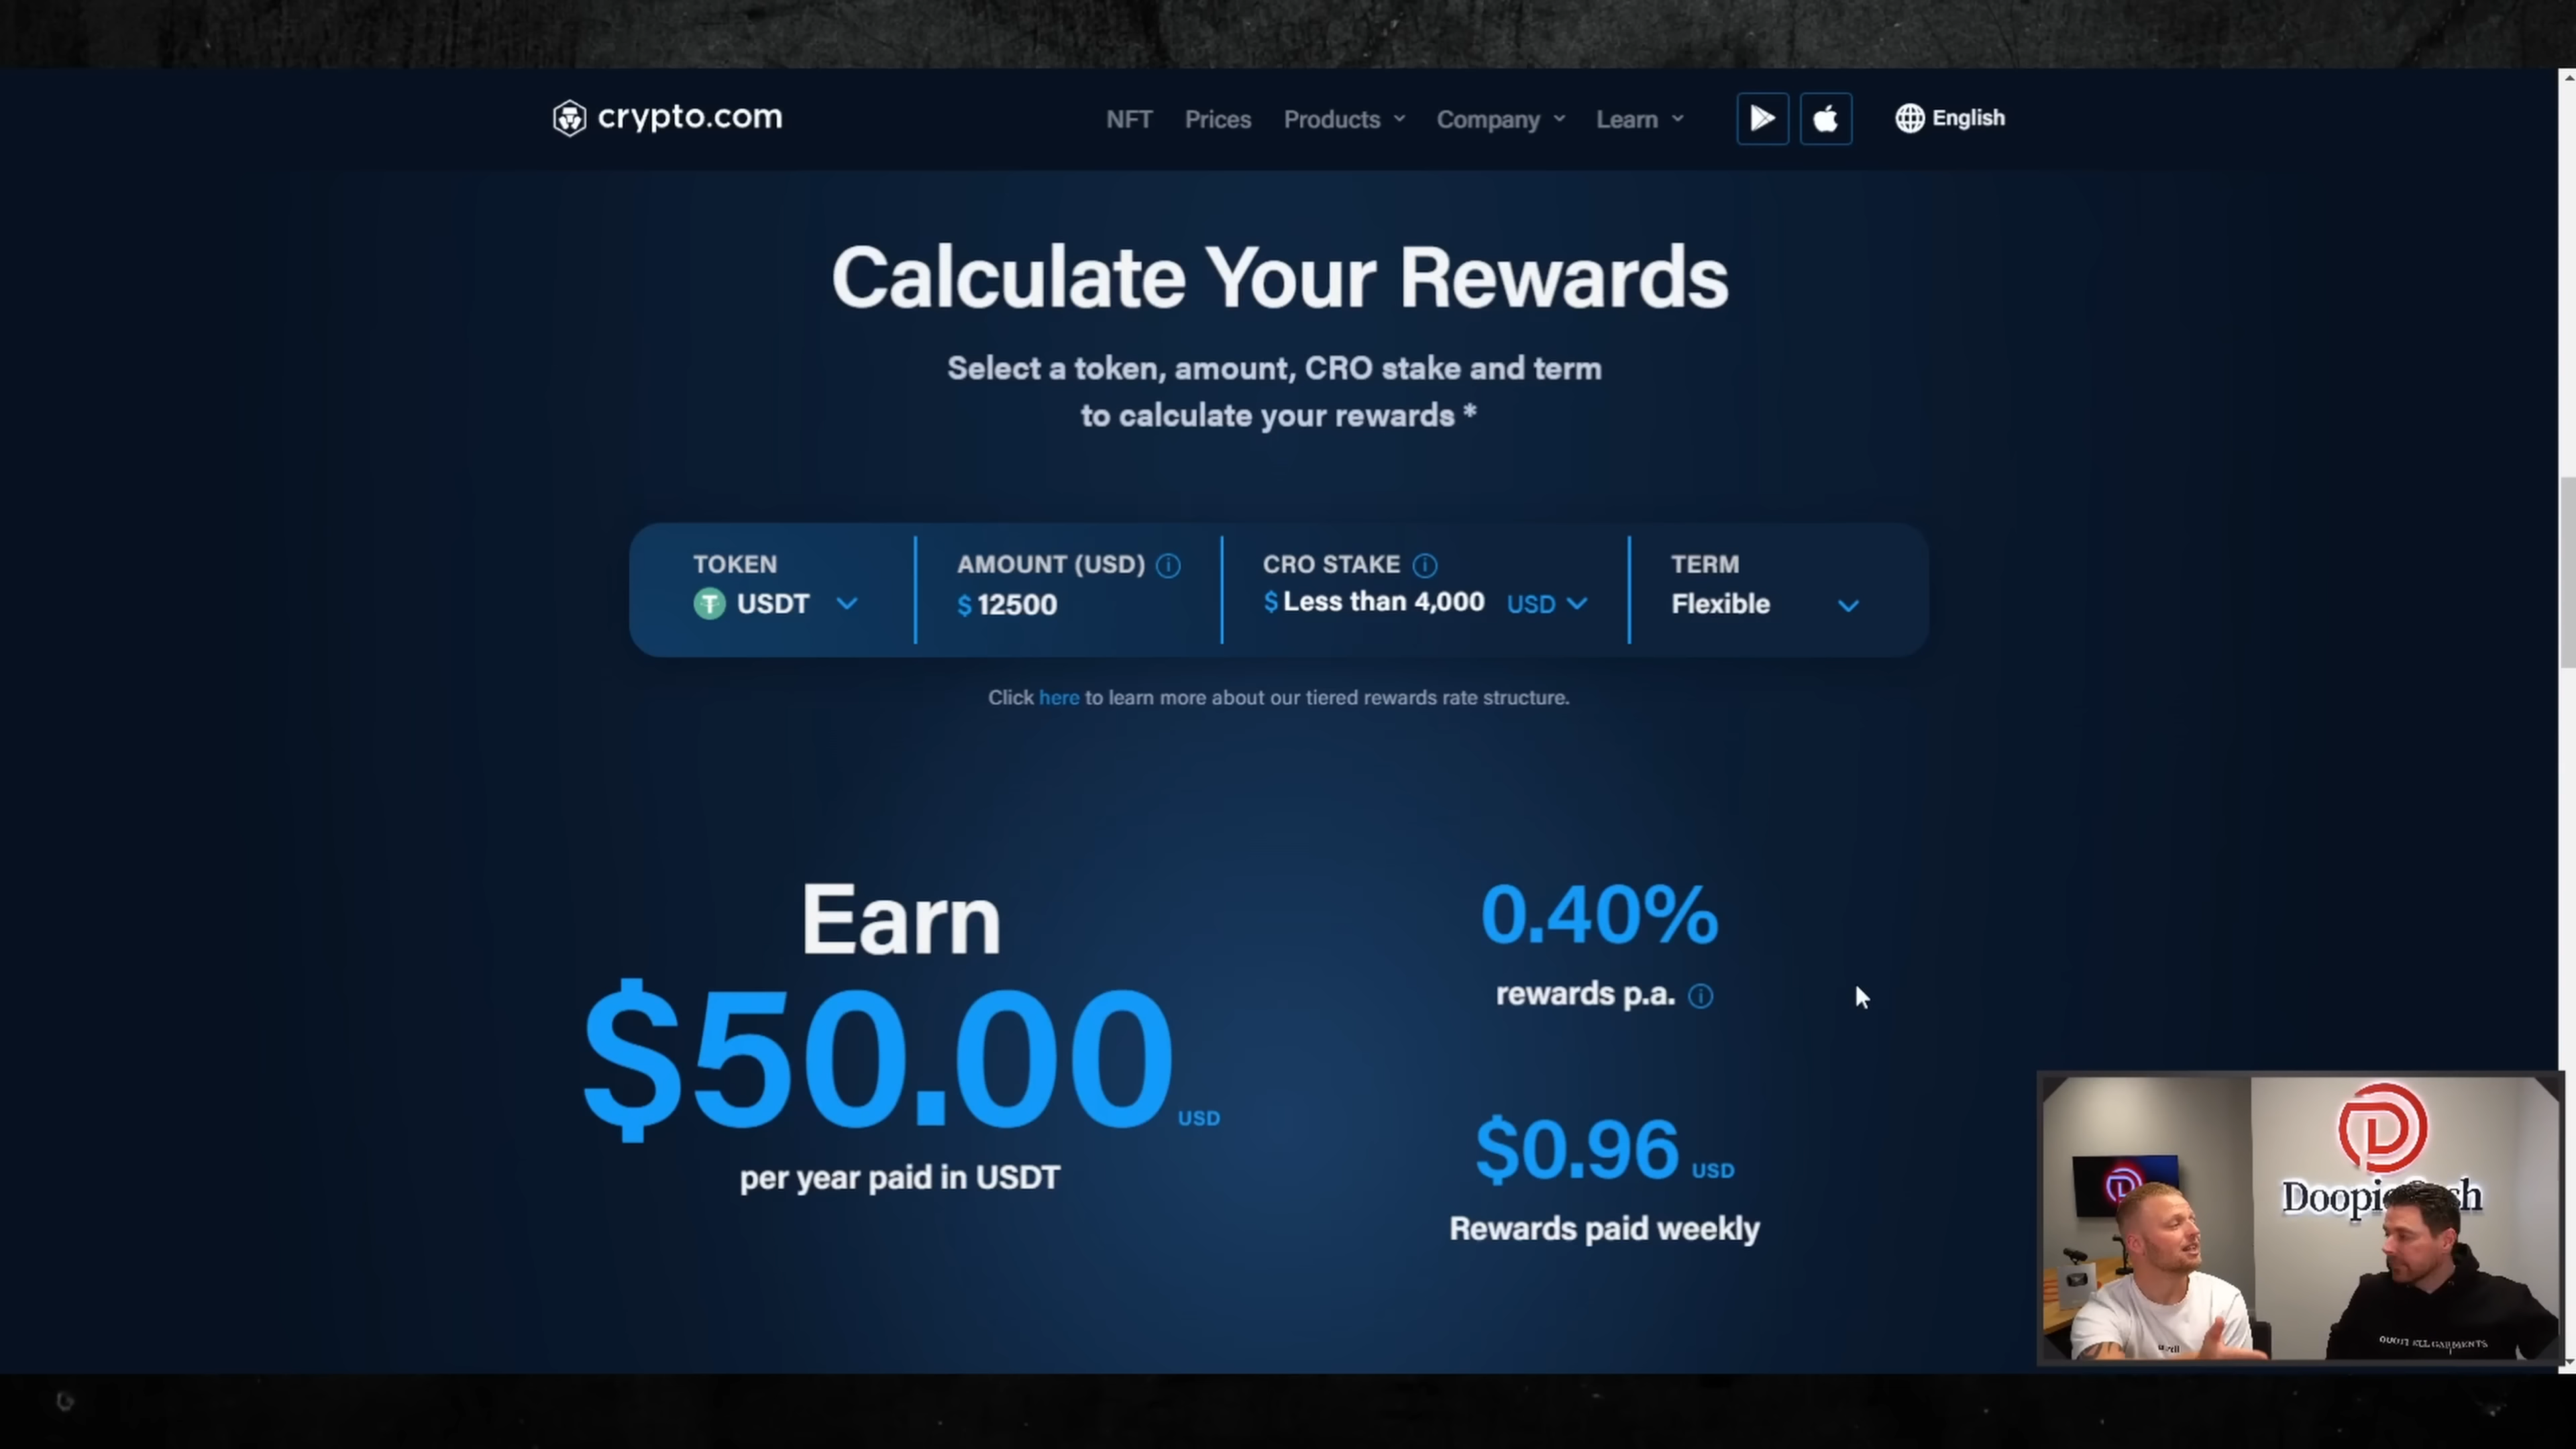 crypto.com
NFT Prices Products Company Learn English
Calculate Your Rewards
Select a token, amount, CRO stake and term
to calculate your rewards *
TOKEN
USDT
AMOUNT (USD)
$ 12500
CRO STAKE
$ Less than 4,000 USD
TERM
Flexible
Click here to learn more about our tiered rewards rate structure.
Earn
$50.00 USD
per year paid in USDT
0.40%
rewards p.a.
$0.96 USD
Rewards paid weekly